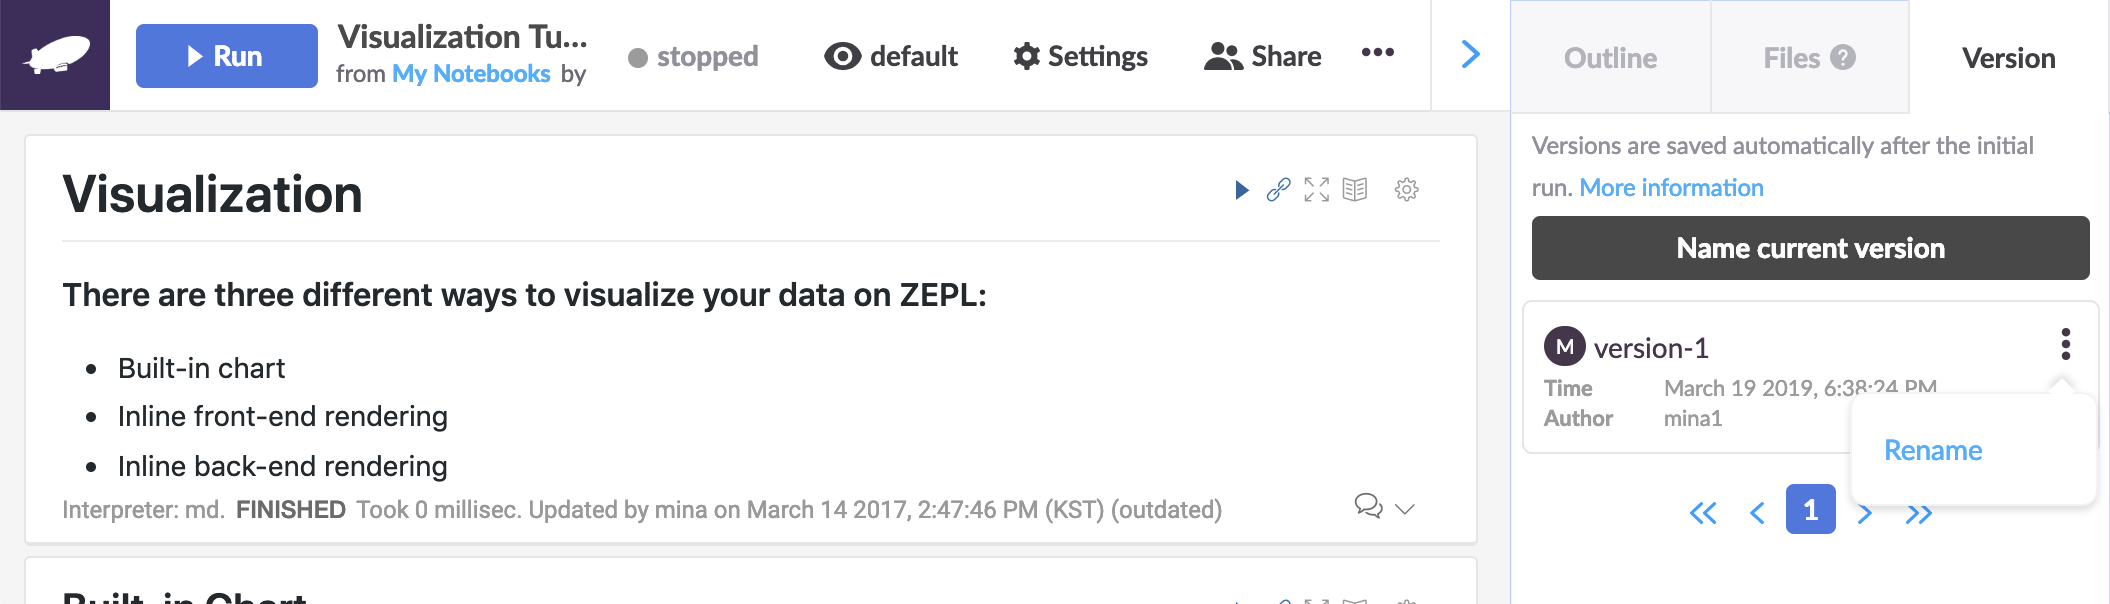 Run
Visualization Tu...
from My Notebooks by
stopped
default
Settings
Share
Outline
Files ?
Version
Visualization
There are three different ways to visualize your data on ZEPL:
• Built-in chart
• Inline front-end rendering
• Inline back-end rendering
Interpreter: md. FINISHED Took 0 millisec. Updated by mina on March 14 2017, 2:47:46 PM (KST) (outdated)
Built-in Chart
Versions are saved automatically after the initial
run. More information
Name current version
M version-1
Time March 19 2019, 6:38:24 PM
Author mina1
Rename
1